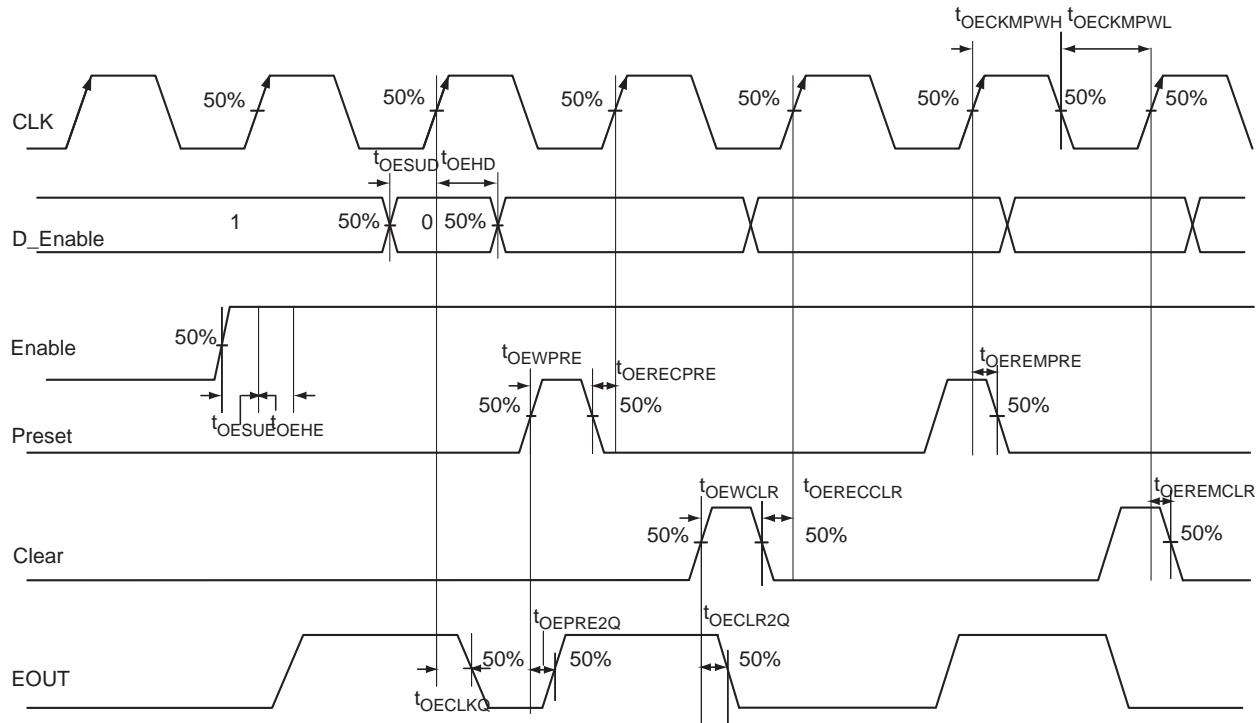 tOECKMPWH tOECKMPWL
50% 50% 50% 50% 50% 50% 50%
CLK
tOESUD tOEHD
1 50% 0 50%
D_Enable
50%
Enable
tOEWPRE tOERECPRE tOEREMPRE
tOESUE tOEHE
50% 50% 50%
Preset
tOEWCLR tOERECCLR tOEREMCLR
50% 50% 50%
Clear
tOEPRE2Q tOECLR2Q
50% 50% 50%
EOUT
tOECLKQ